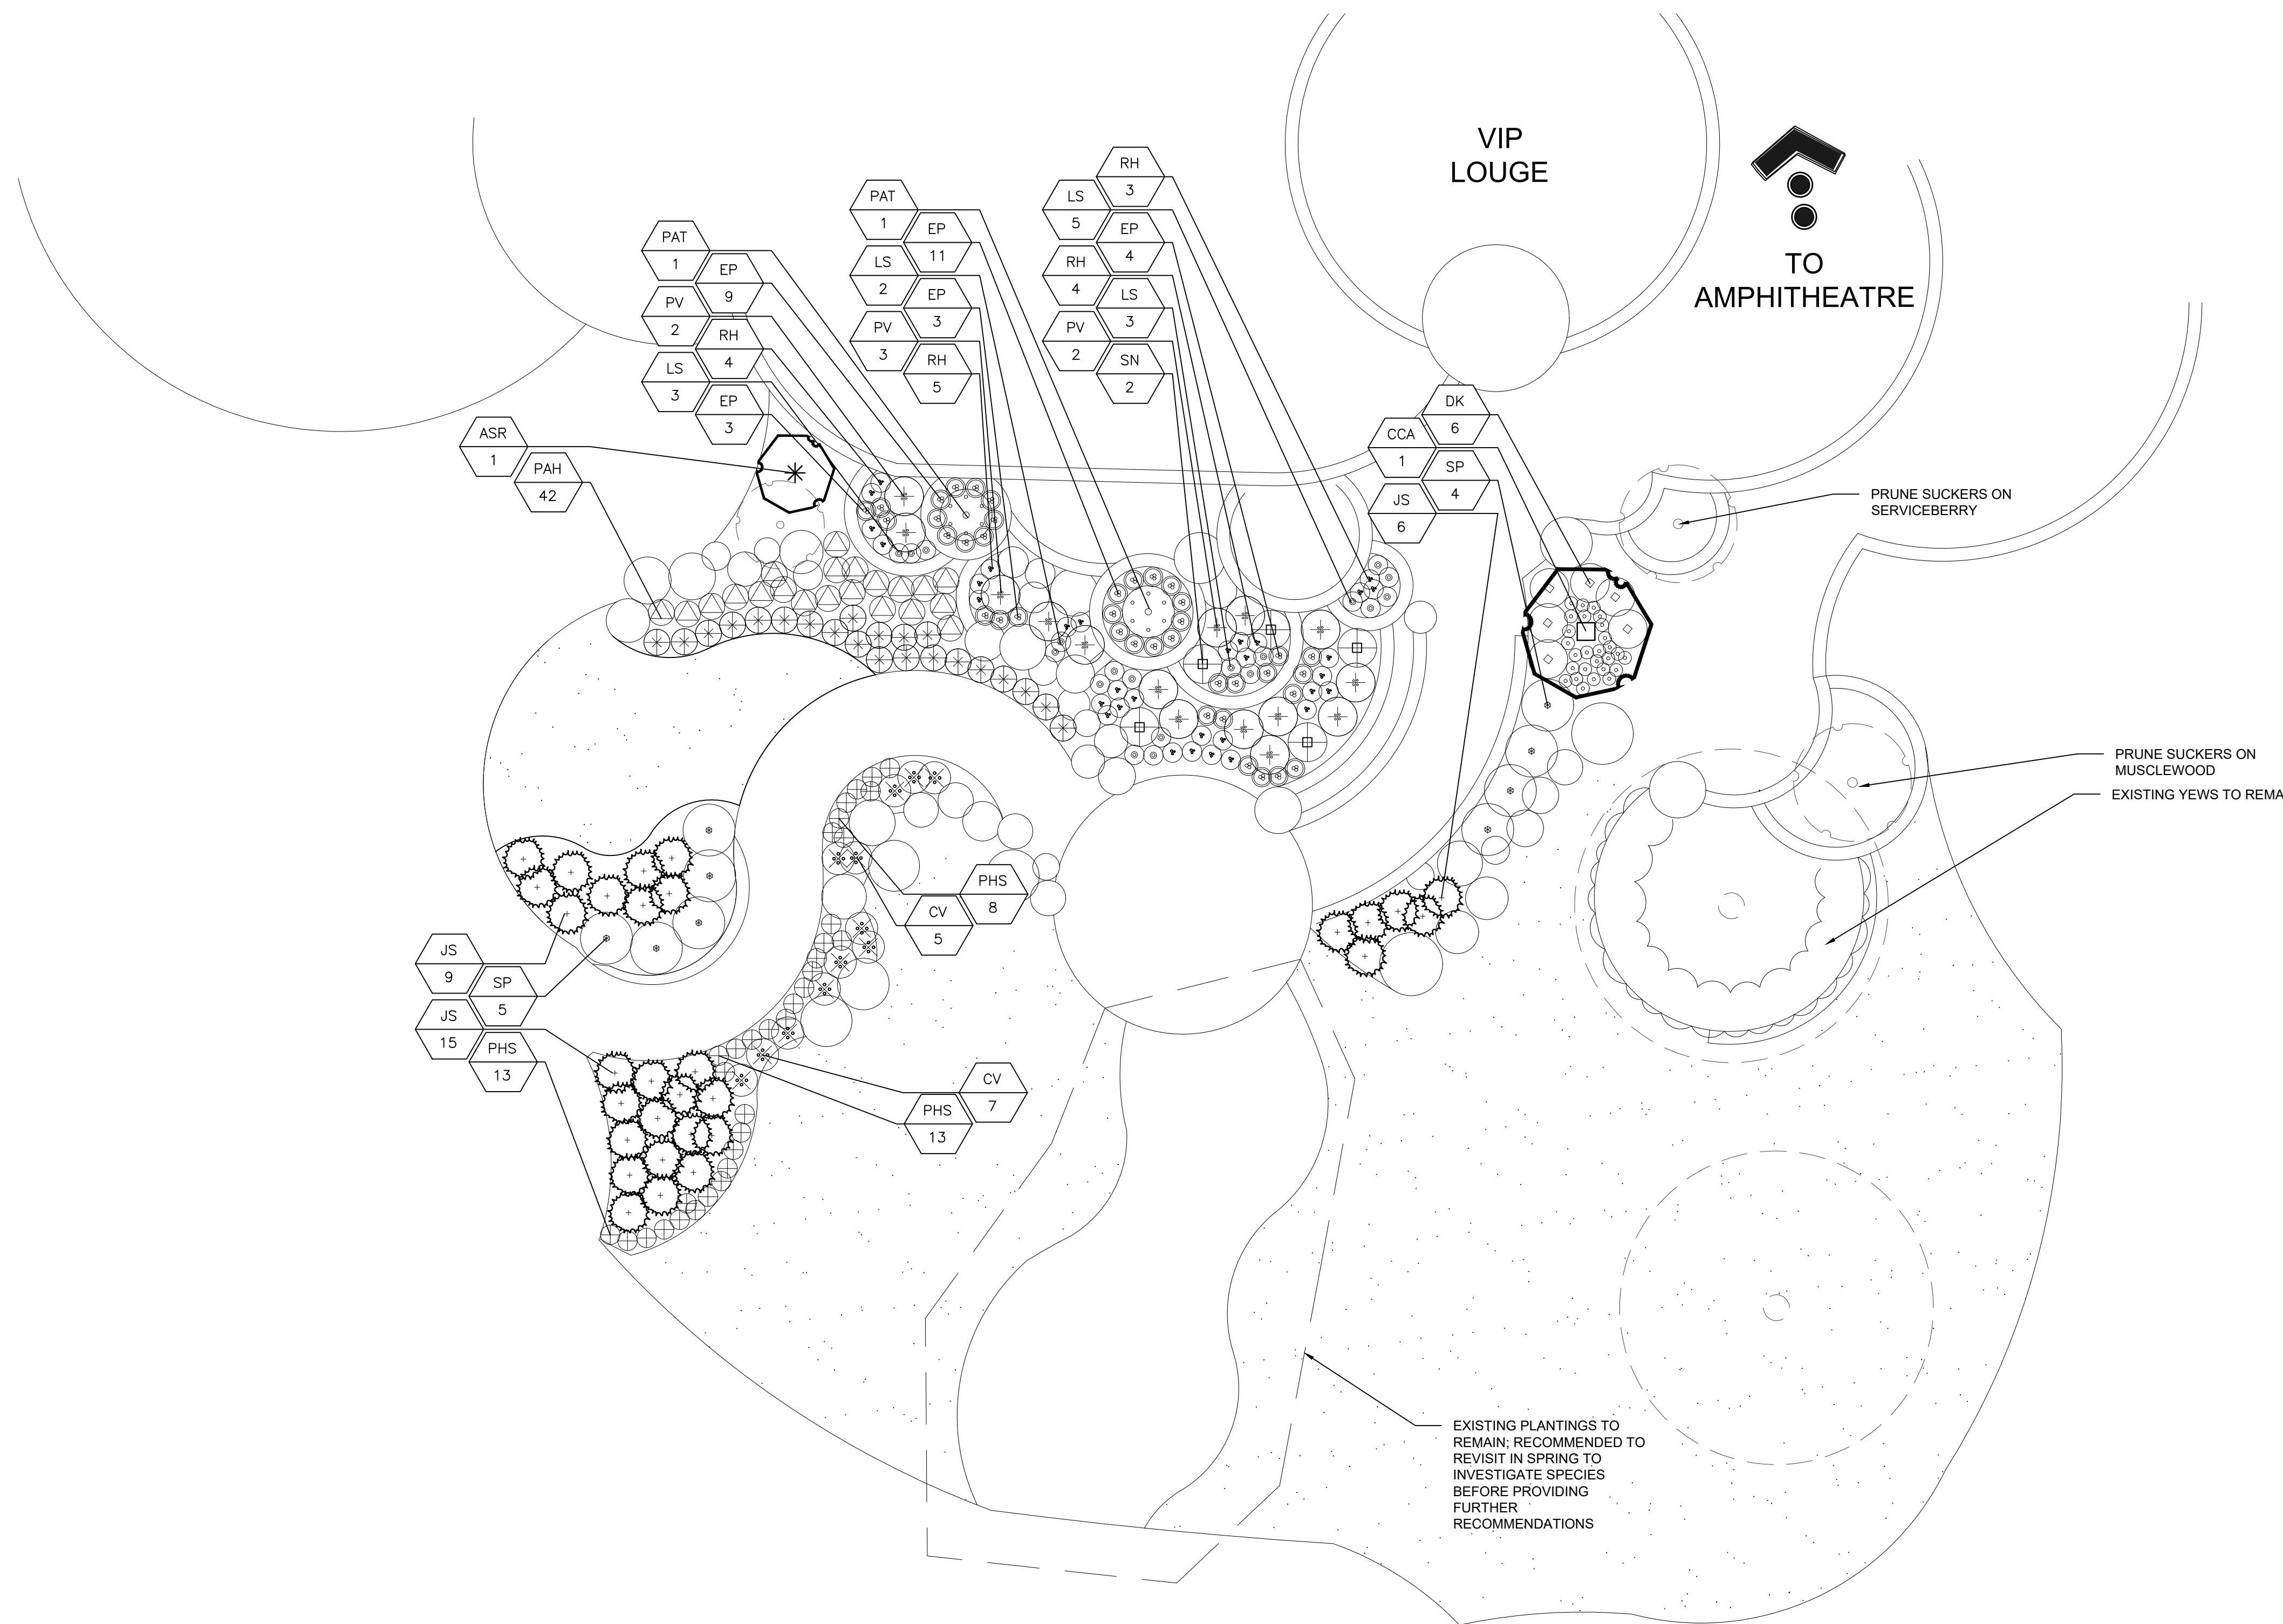 VIP
LOUGE
TO
AMPHITHEATRE
RH
3
PAT
1
LS
5
EP
11
EP
4
PAT
1
LS
2
RH
4
EP
9
EP
3
LS
3
PV
2
PV
3
PV
2
RH
4
RH
5
SN
2
LS
3
EP
3
DK
6
ASR
1
CCA
1
PAH
42
SP
4
JS
6
PRUNE SUCKERS ON
SERVICEBERRY
PRUNE SUCKERS ON
MUSCLEWOOD
EXISTING YEWS TO REMA
PHS
8
CV
5
JS
9
SP
5
JS
15
PHS
13
CV
7
PHS
13
EXISTING PLANTINGS TO
REMAIN; RECOMMENDED TO
REVISIT IN SPRING TO
INVESTIGATE SPECIES
BEFORE PROVIDING
FURTHER
RECOMMENDATIONS